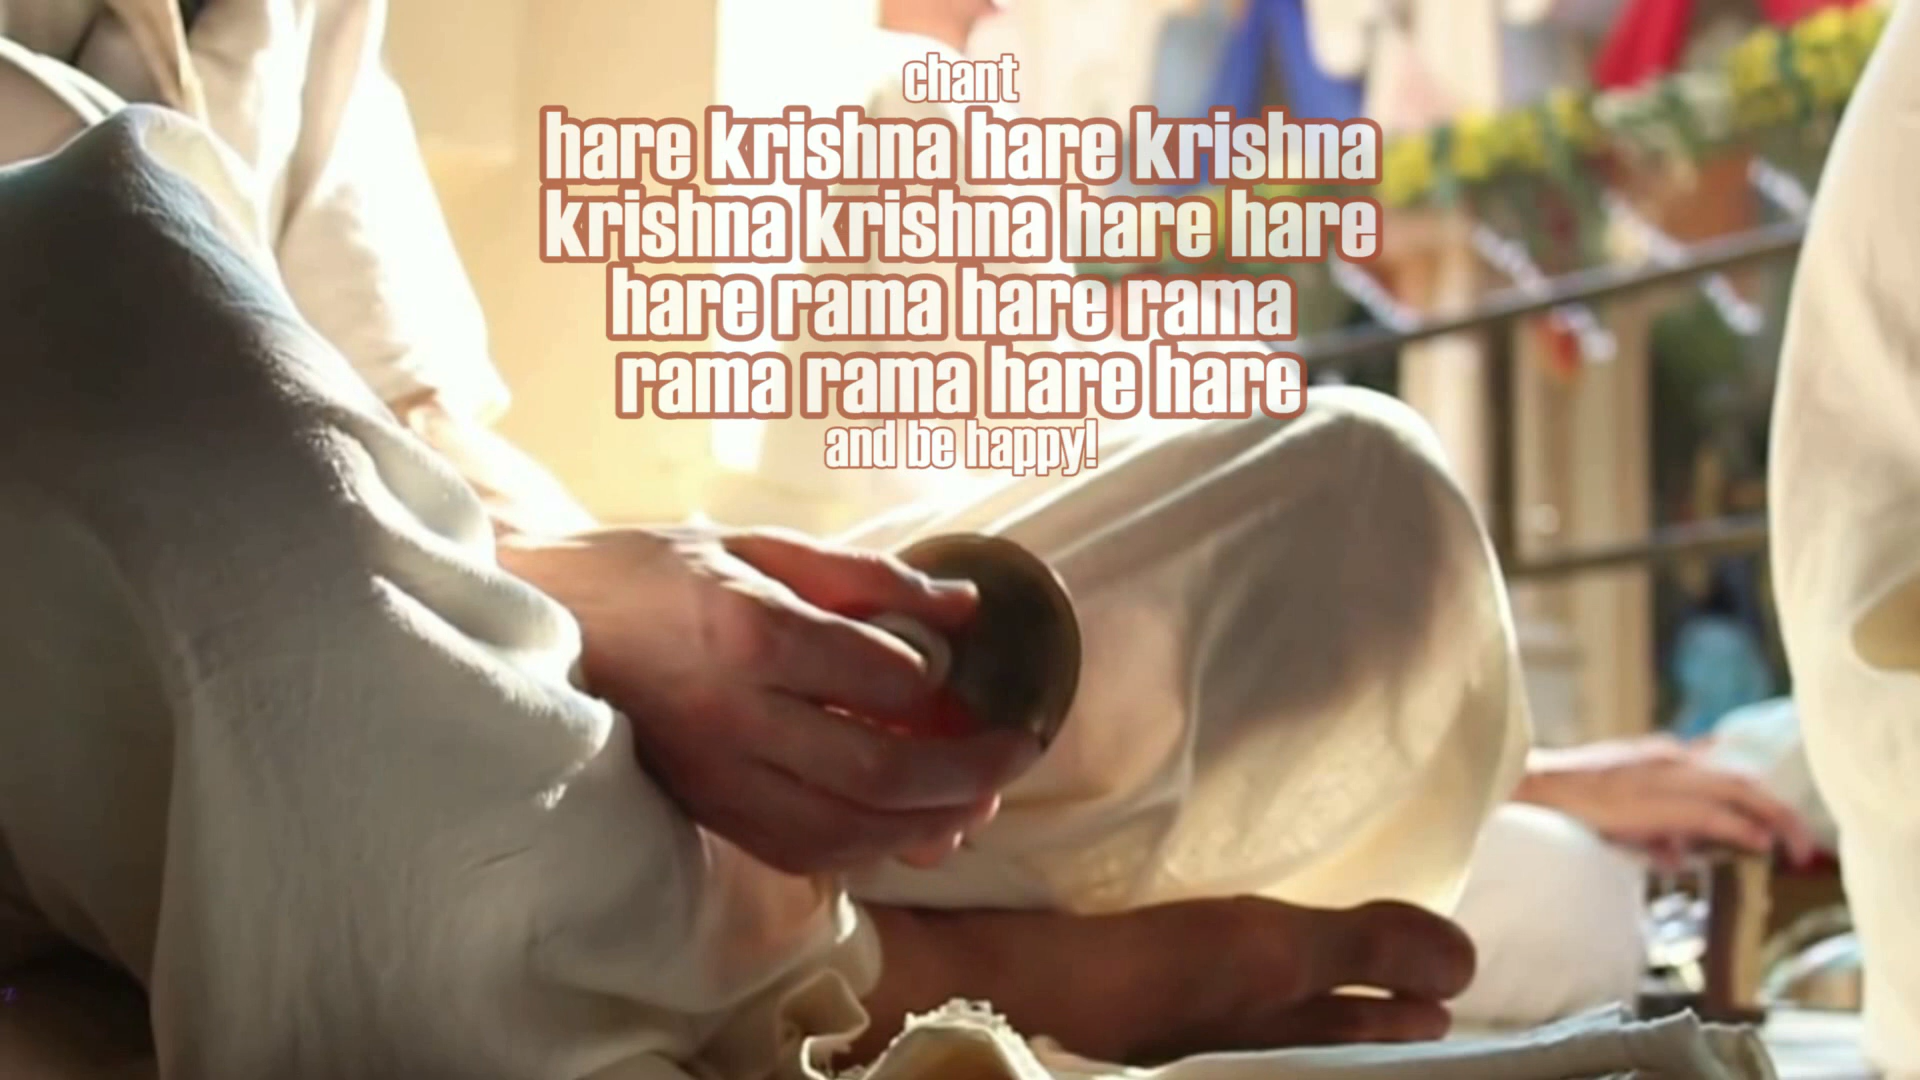 chant
hare krishna hare krishna
krishna krishna hare hare
hare rama hare rama
rama rama hare hare
and be happy!